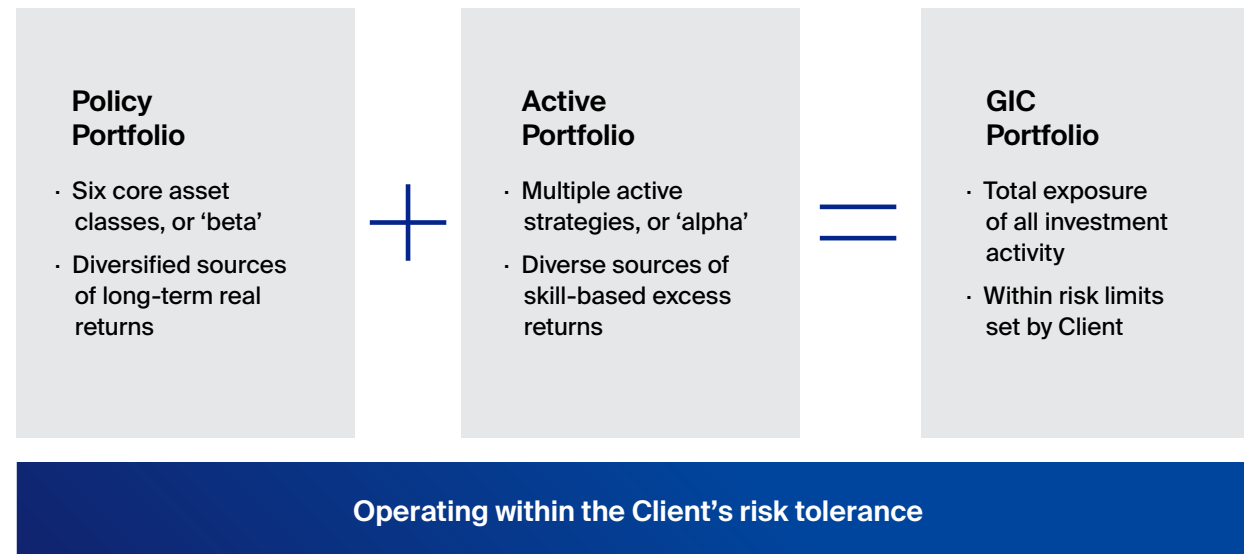 Policy
Portfolio
· Six core asset
classes, or ‘beta’
· Diversified sources
of long-term real
returns
+
Active
Portfolio
· Multiple active
strategies, or ‘alpha’
· Diverse sources of
skill-based excess
returns
=
GIC
Portfolio
· Total exposure
of all investment
activity
· Within risk limits
set by Client
Operating within the Client’s risk tolerance